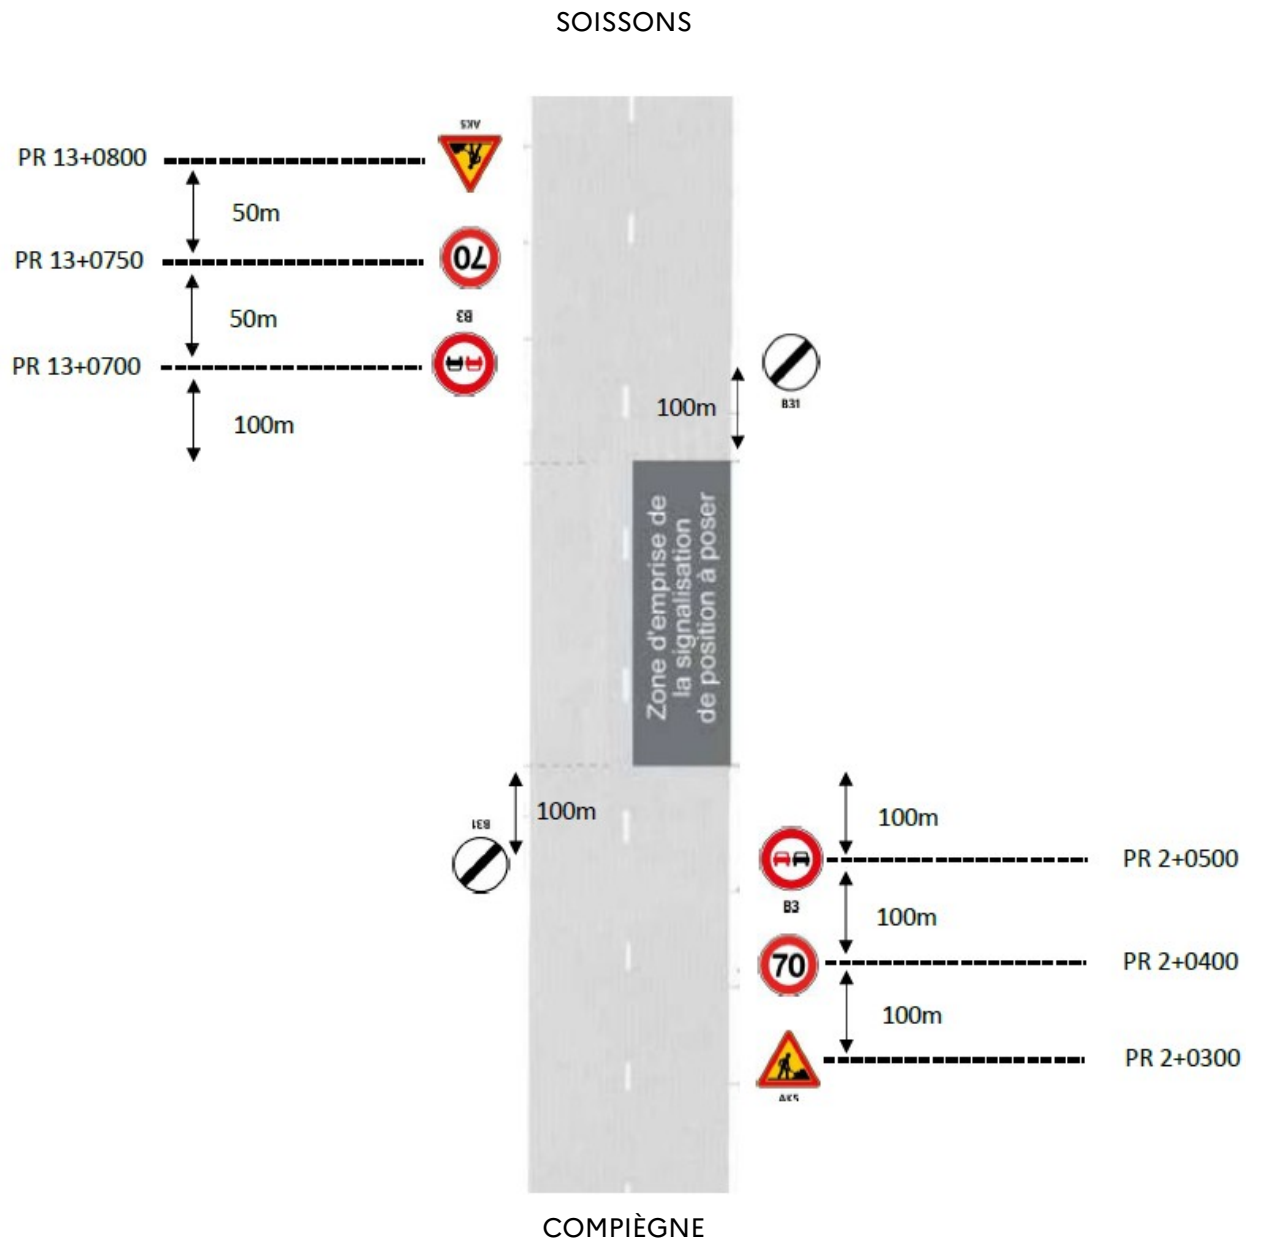 SOISSONS
AK5
PR 13+0800
50m
PR 13+0750
70
50m
B3
PR 13+0700
100m
100m
B31
Zone d'emprise de
la signalisation
de position à poser
100m
B31
100m
PR 2+0500
B3
100m
70
PR 2+0400
100m
PR 2+0300
AK5
COMPIÈGNE